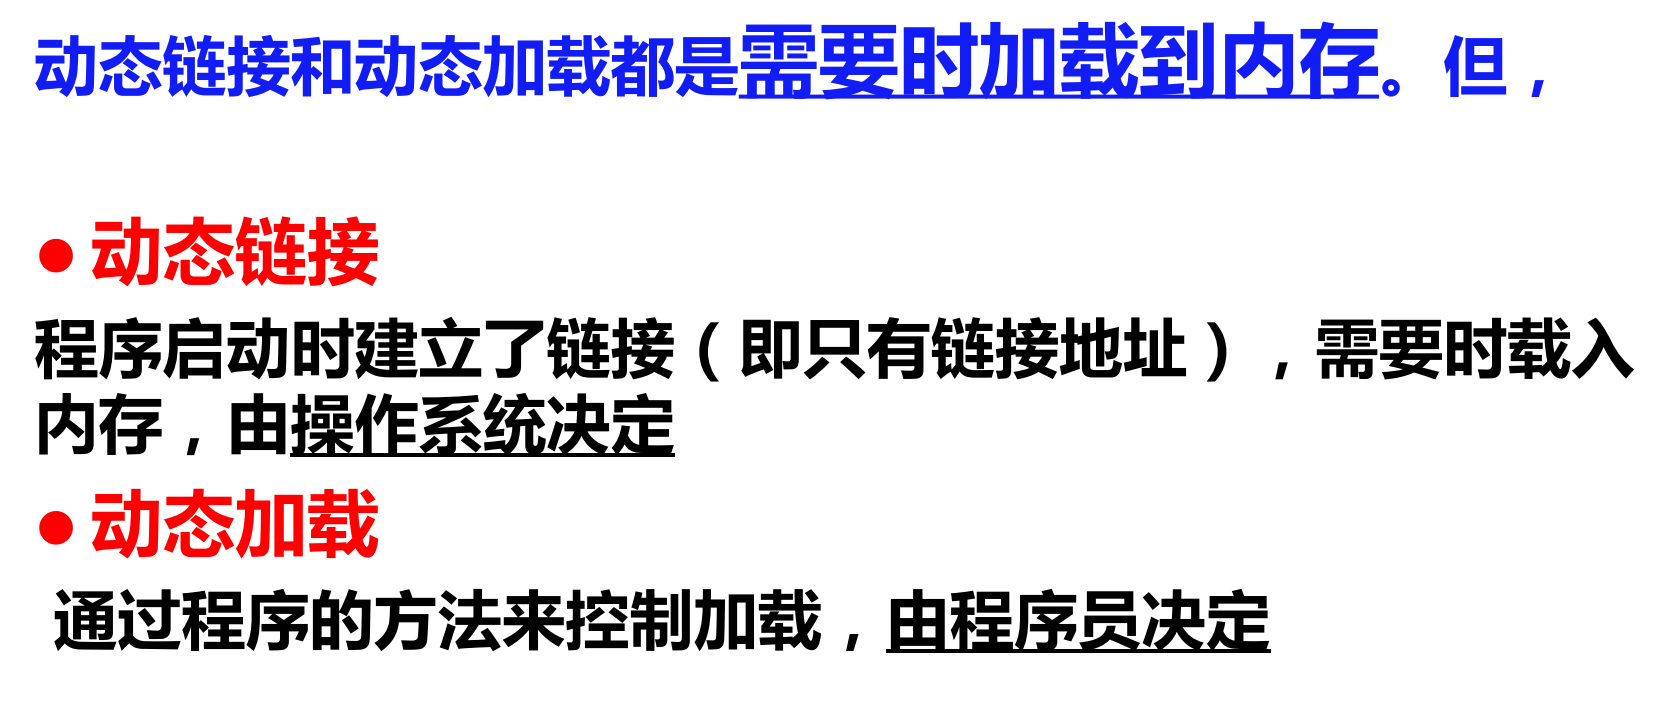 动态链接和动态加载都是需要时加载到内存。但，
● 动态链接
程序启动时建立了链接（即只有链接地址），需要时载入
内存，由操作系统决定
● 动态加载
通过程序的方法来控制加载，由程序员决定